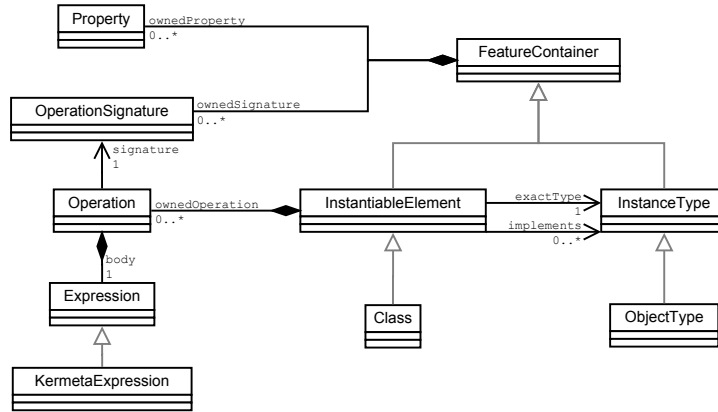 Property
ownedProperty
0..*
FeatureContainer
OperationSignature
ownedSignature
0..*
signature
1
Operation
ownedOperation
0..*
InstantiableElement
exactType
1
implements
0..*
InstanceType
body
1
Expression
Class
ObjectType
KermetaExpression